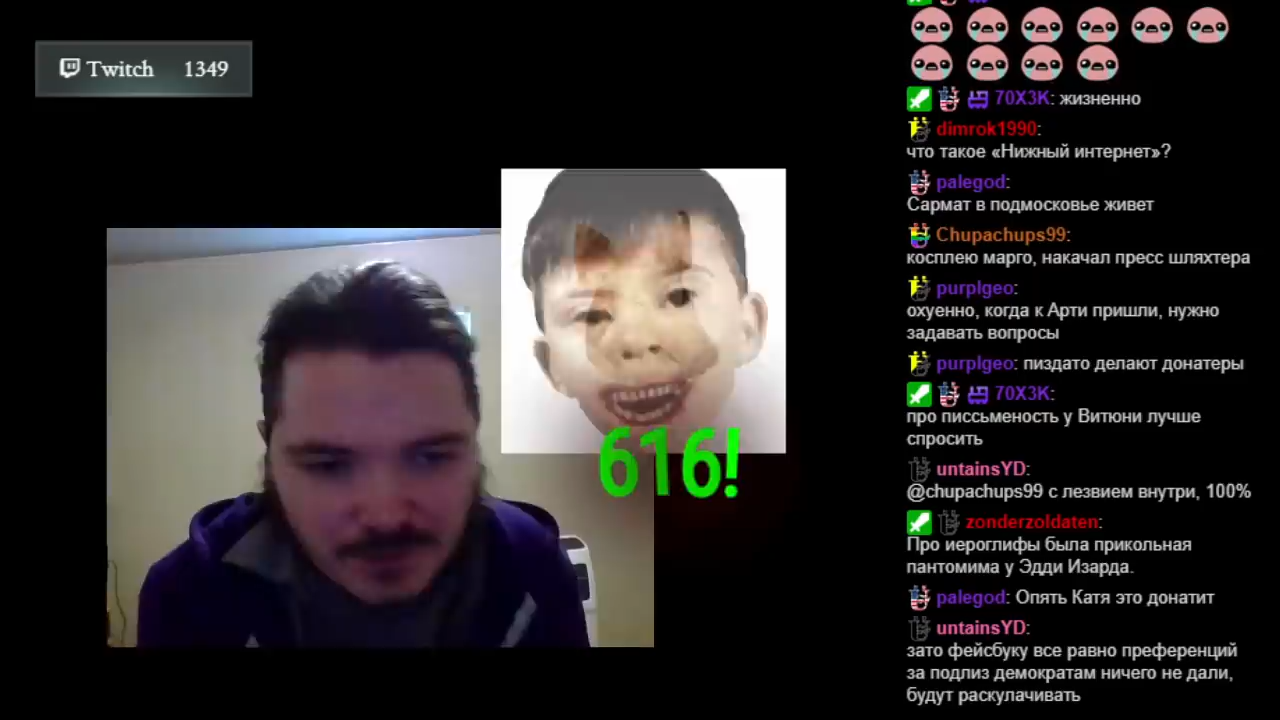 Twitch 1349
616!
70X3K: жизненно
dimrok1990:
что такое «Нижный интернет»?
palegod:
Сармат в подмосковье живет
Chupachups99:
косплею марго, накачал пресс шляхтера
purplgeo:
охуенно, когда к Арти пришли, нужно
задавать вопросы
purplgeo: пиздато делают донатеры
70X3K:
про писсьменость у Витюни лучше
спросить
untainsYD:
@chupachups99 с лезвием внутри, 100%
zonderzoldaten:
Про иероглифы была прикольная
пантомима у Эдди Изарда.
palegod: Опять Катя это донатит
untainsYD:
зато фейсбуку все равно преференций
за подлиз демократам ничего не дали,
будут раскулачивать